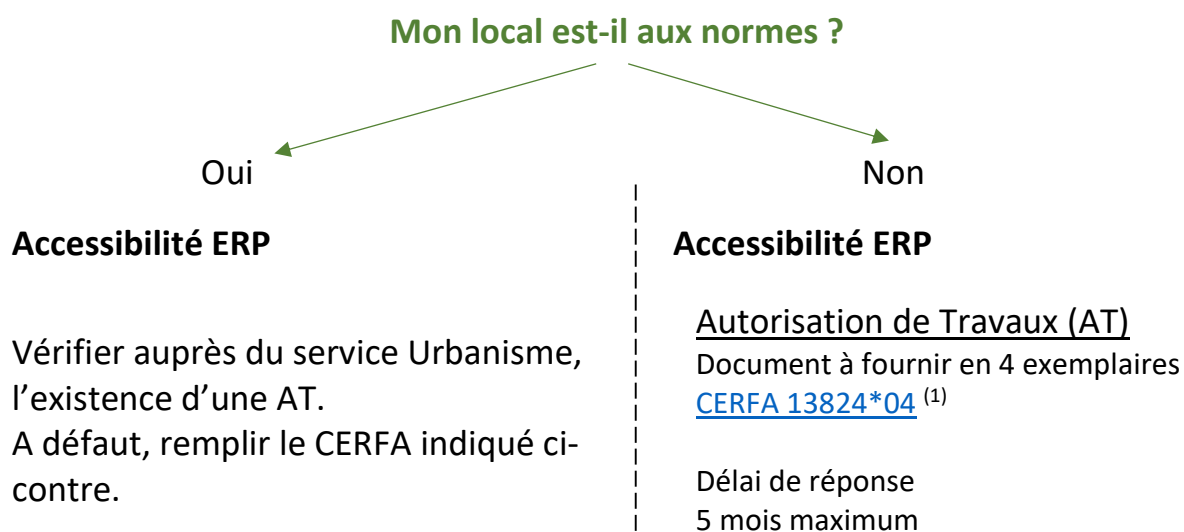 Mon local est-il aux normes ?
Oui
Non
Accessibilité ERP
Vérifier auprès du service Urbanisme,
l’existence d’une AT.
A défaut, remplir le CERFA indiqué ci-
contre.
Accessibilité ERP
Autorisation de Travaux (AT)
Document à fournir en 4 exemplaires
CERFA 13824*04 (1)
Délai de réponse
5 mois maximum